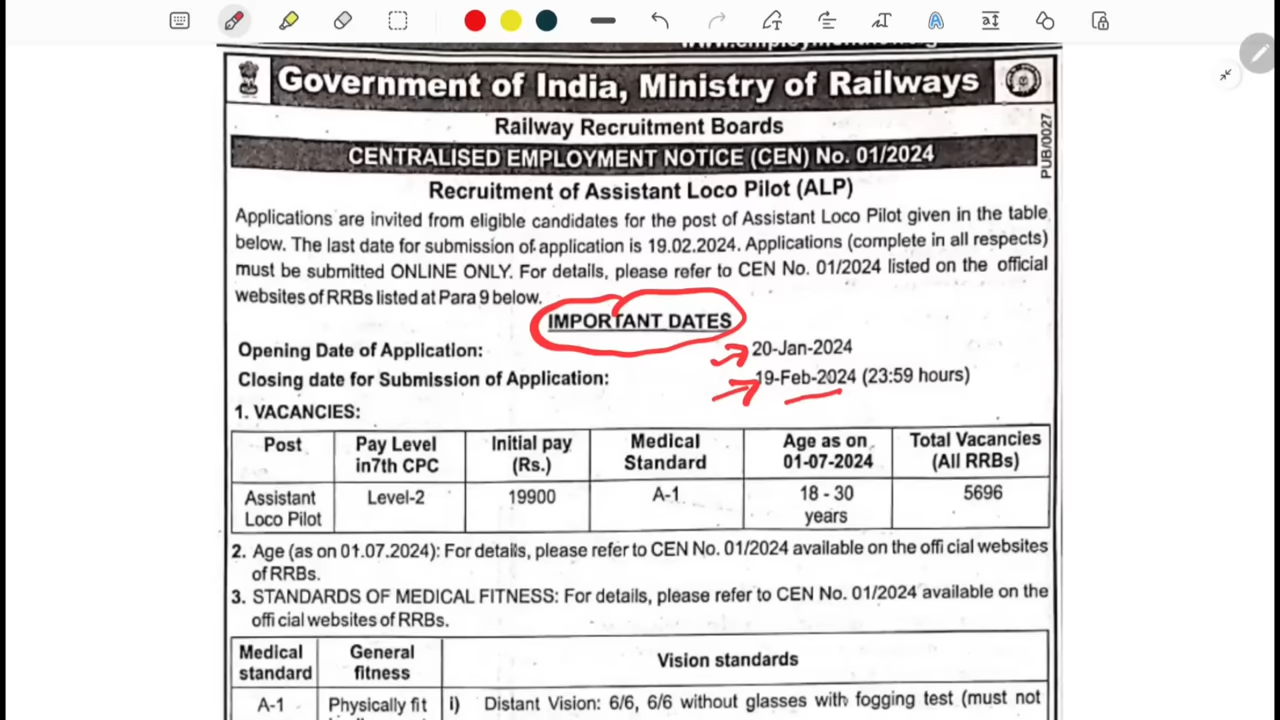 Government of India, Ministry of Railways
Railway Recruitment Boards
PUB/0027
CENTRALISED EMPLOYMENT NOTICE (CEN) No. 01/2024
Recruitment of Assistant Loco Pilot (ALP)
Applications are invited from eligible candidates for the post of Assistant Loco Pilot given in the table
below. The last date for submission of application is 19.02.2024. Applications (complete in all respects)
must be submitted ONLINE ONLY. For details, please refer to CEN No. 01/2024 listed on the official
websites of RRBs listed at Para 9 below.
IMPORTANT DATES
Opening Date of Application: 20-Jan-2024
Closing date for Submission of Application: 19-Feb-2024 (23:59 hours)
1. VACANCIES:
Post Pay Level Initial pay Medical Age as on Total Vacancies
in7th CPC (Rs.) Standard 01-07-2024 (All RRBs)
Assistant Level-2 19900 A-1 18 - 30 5696
Loco Pilot years
2. Age (as on 01.07.2024): For details, please refer to CEN No. 01/2024 available on the offi cial websites
of RRBs.
3. STANDARDS OF MEDICAL FITNESS: For details, please refer to CEN No. 01/2024 available on the
offi cial websites of RRBs.
Medical General Vision standards
standard fitness
A-1 Physically fit i) Distant Vision: 6/6, 6/6 without glasses with fogging test (must not